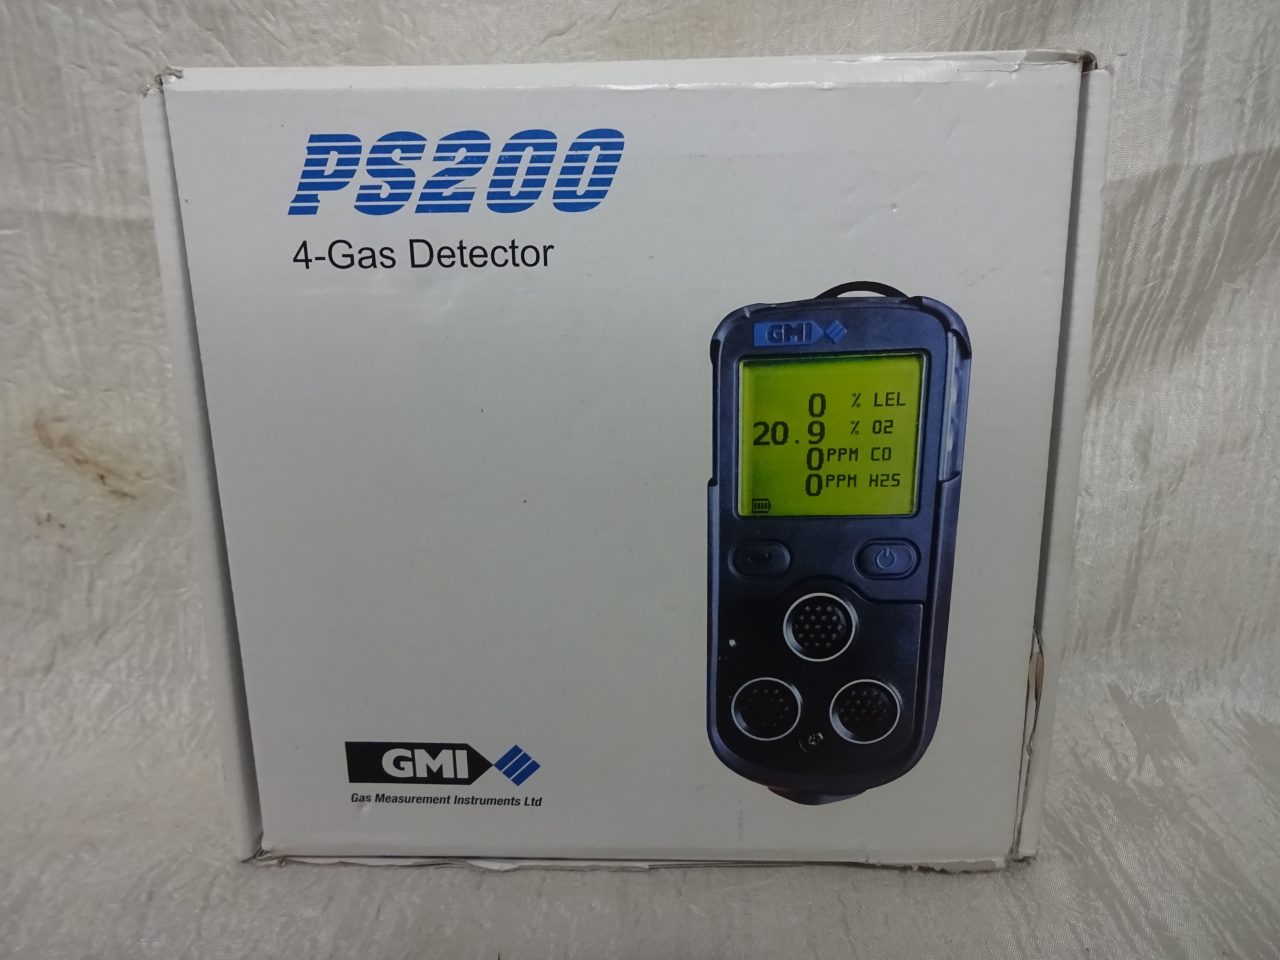 PS200
4-Gas Detector
GMI
0 % LEL
20.9 % O2
0 PPM CO
0 PPM H2S
GMI
Gas Measurement Instruments Ltd